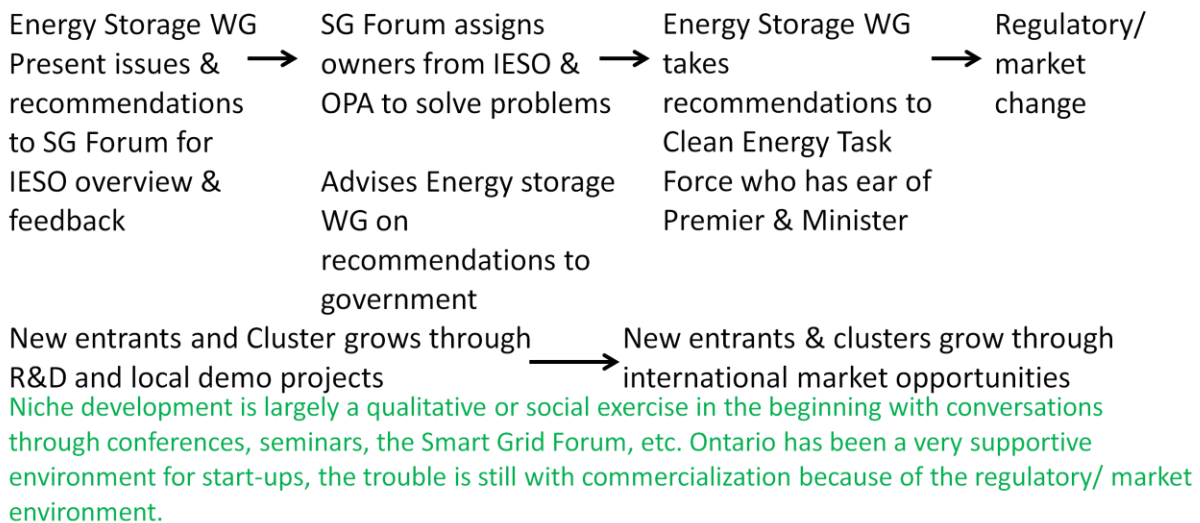 Energy Storage WG
Present issues &
recommendations
to SG Forum for
IESO overview &
feedback
SG Forum assigns
owners from IESO &
OPA to solve problems
Advises Energy storage
WG on
recommendations to
government
Energy Storage WG
takes
recommendations to
Clean Energy Task
Force who has ear of
Premier & Minister
Regulatory/
market
change
New entrants and Cluster grows through
R&D and local demo projects
New entrants & clusters grow through
international market opportunities
Niche development is largely a qualitative or social exercise in the beginning with conversations
through conferences, seminars, the Smart Grid Forum, etc. Ontario has been a very supportive
environment for start-ups, the trouble is still with commercialization because of the regulatory/ market
environment.